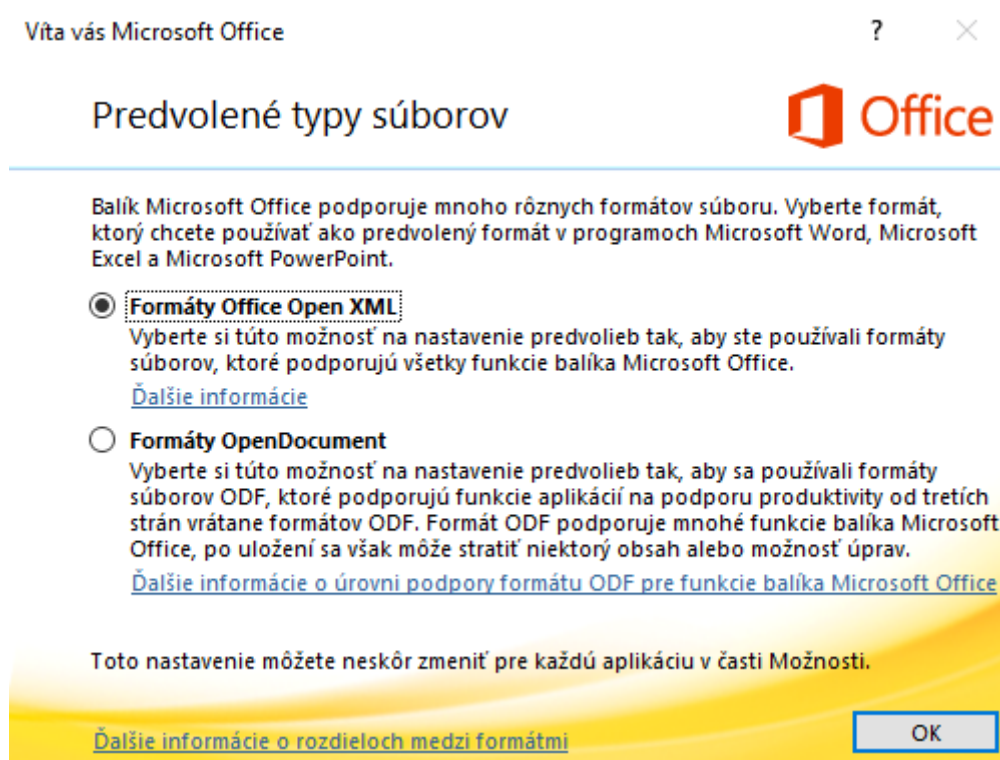 Víta vás Microsoft Office
?
Predvolené typy súborov
Office
Balík Microsoft Office podporuje mnoho rôznych formátov súboru. Vyberte formát,
ktorý chcete používať ako predvolený formát v programoch Microsoft Word, Microsoft
Excel a Microsoft PowerPoint.
Formáty Office Open XML
Vyberte si túto možnosť na nastavenie predvolieb tak, aby ste používali formáty
súborov, ktoré podporujú všetky funkcie balíka Microsoft Office.
Ďalšie informácie
Formáty OpenDocument
Vyberte si túto možnosť na nastavenie predvolieb tak, aby sa používali formáty
súborov ODF, ktoré podporujú funkcie aplikácií na podporu produktivity od tretích
strán vrátane formátov ODF. Formát ODF podporuje mnohé funkcie balíka Microsoft
Office, po uložení sa však môže stratiť niektorý obsah alebo možnosť úprav.
Ďalšie informácie o úrovni podpory formátu ODF pre funkcie balíka Microsoft Office
Toto nastavenie môžete neskôr zmeniť pre každú aplikáciu v časti Možnosti.
OK
Ďalšie informácie o rozdieloch medzi formátmi